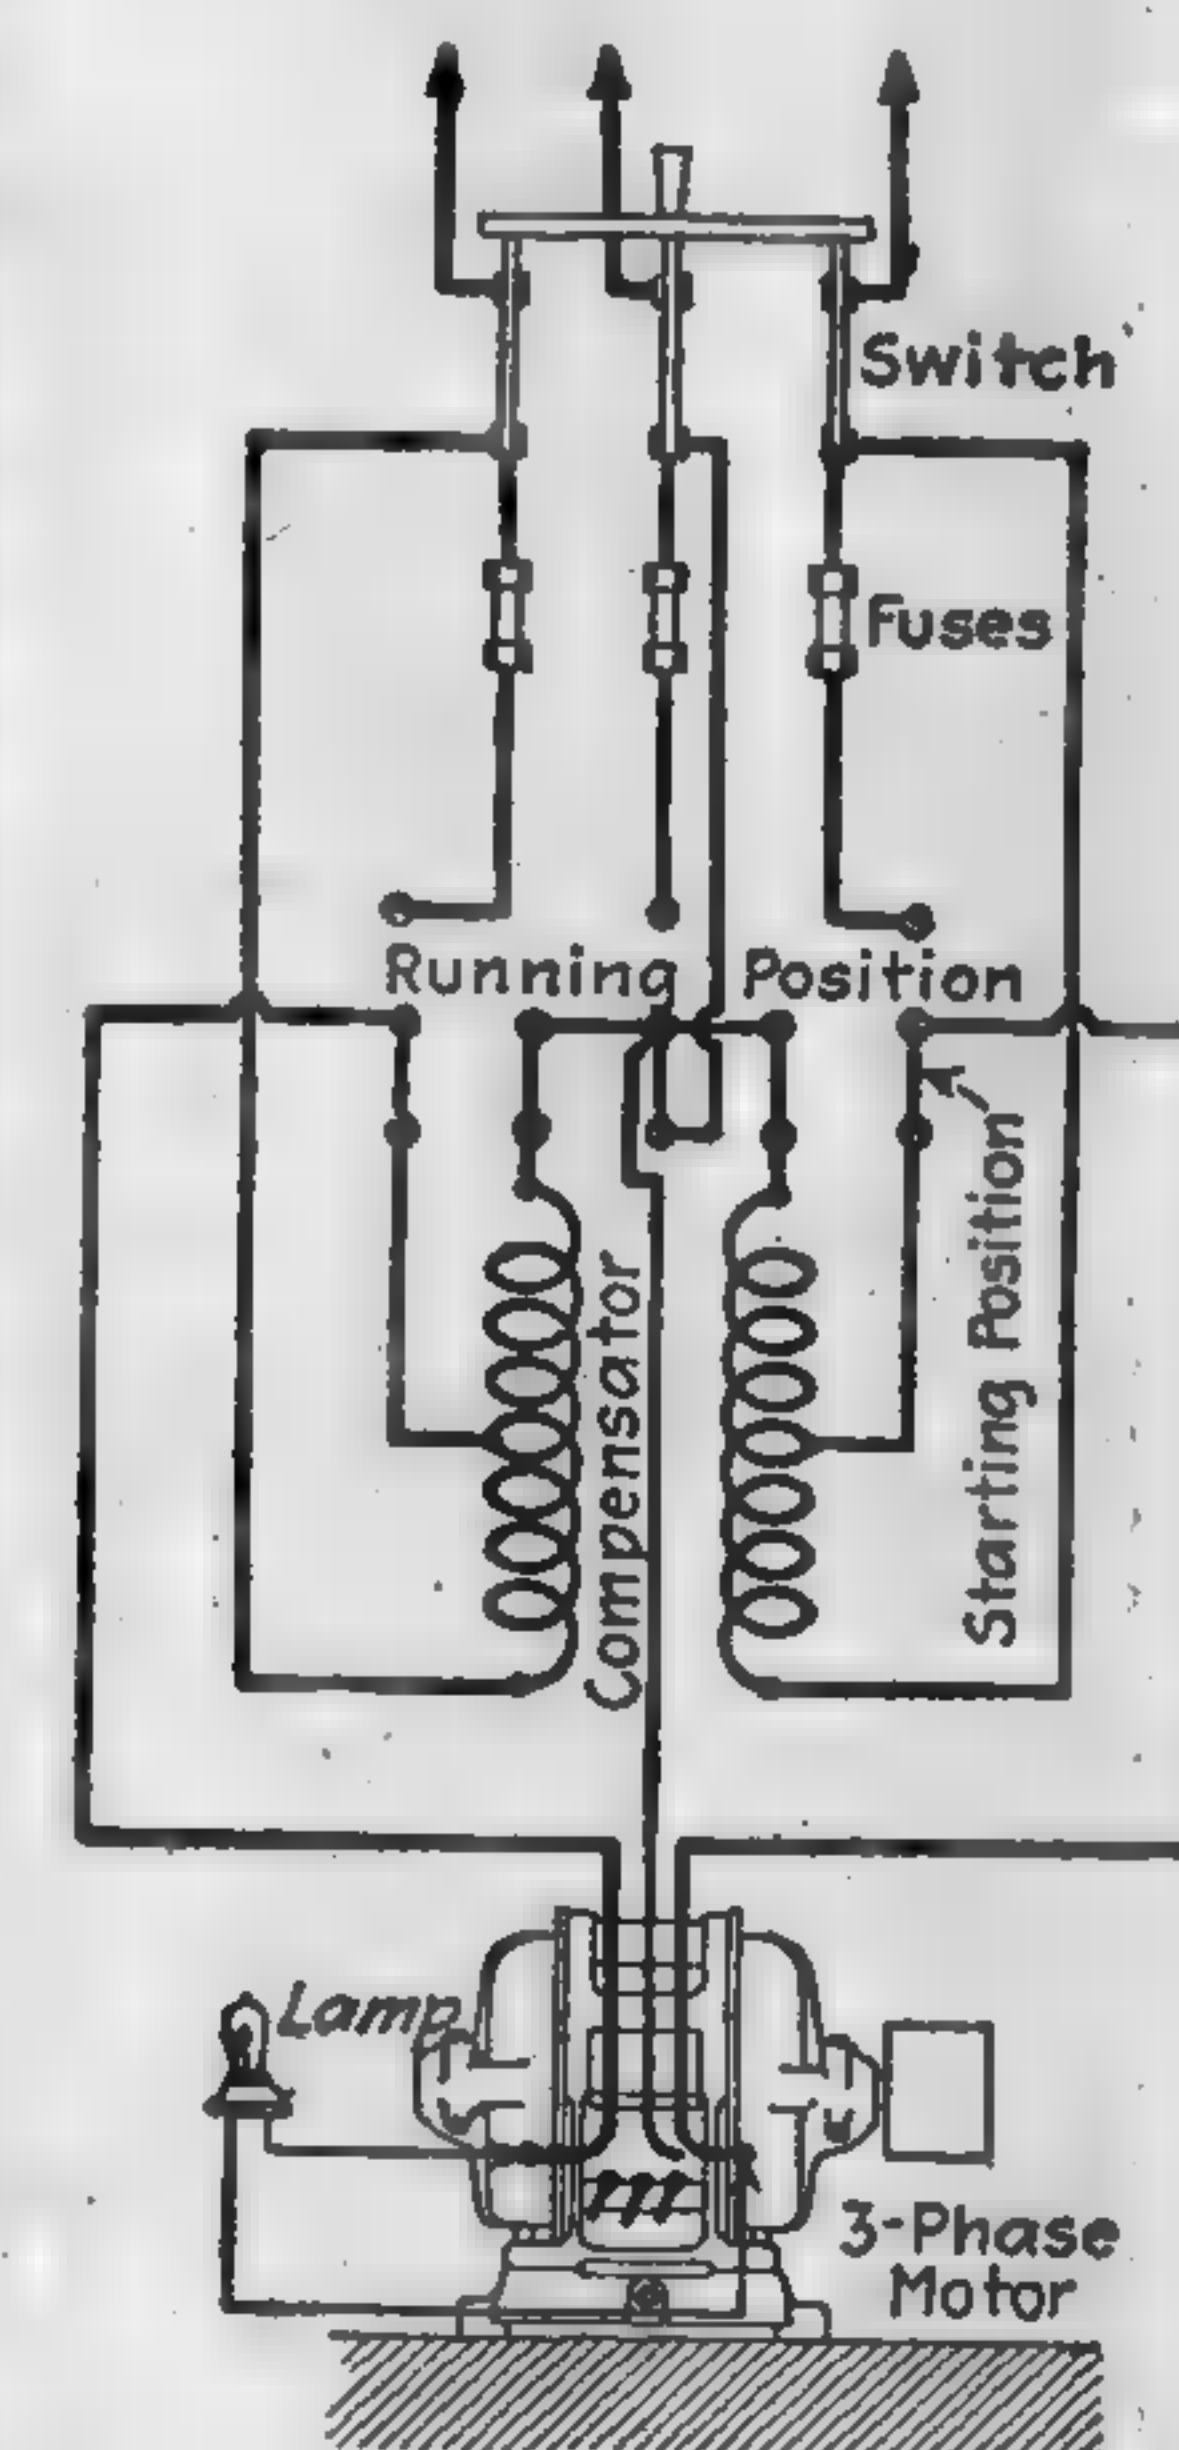 Switch
Fuses
Running Position
Starting Position
Compensator
Lamp
3-Phase
Motor